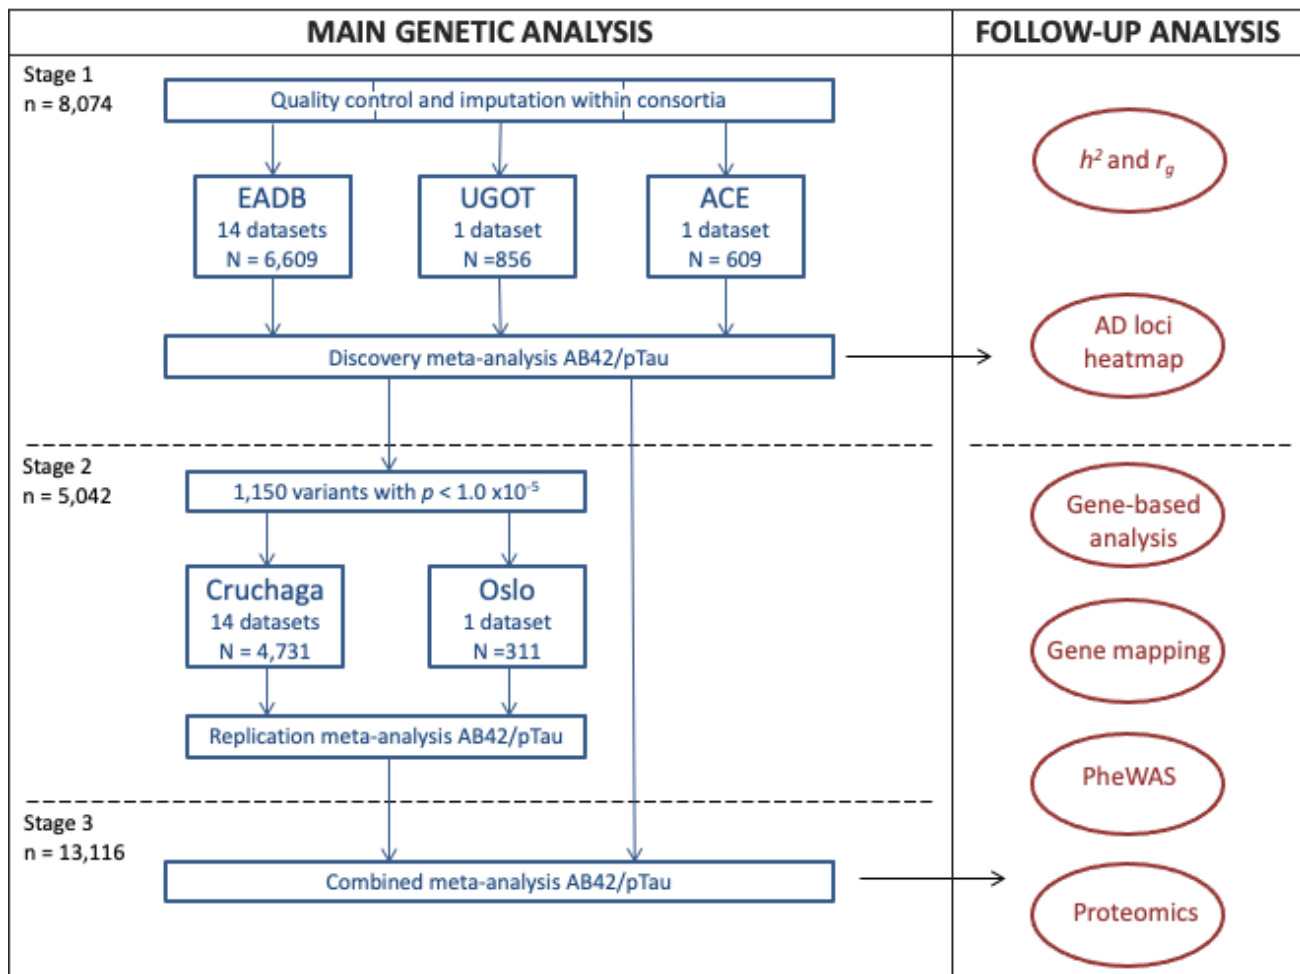 MAIN GENETIC ANALYSIS
FOLLOW-UP ANALYSIS
Stage 1
n = 8,074
Quality control and imputation within consortia
EADB
14 datasets
N = 6,609
UGOT
1 dataset
N =856
ACE
1 dataset
N = 609
Discovery meta-analysis AB42/pTau
h² and r_g
AD loci
heatmap
Stage 2
n = 5,042
1,150 variants with p < 1.0 x10⁻⁵
Cruchaga
14 datasets
N = 4,731
Oslo
1 dataset
N =311
Replication meta-analysis AB42/pTau
Gene-based
analysis
Gene mapping
PheWAS
Stage 3
n = 13,116
Combined meta-analysis AB42/pTau
Proteomics